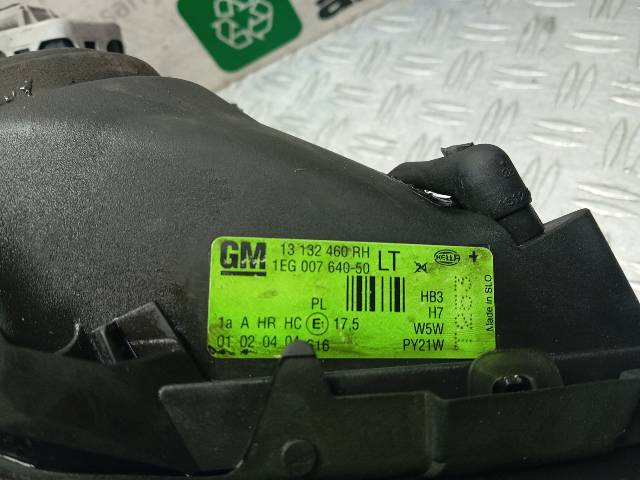 GM 13 132 460 RH
1EG 007 640-50 LT HELLA +
PL HB3
H7
1a A HR HC E 17,5 W5W
01 02 04 04 616 PY21W
Made in SLO